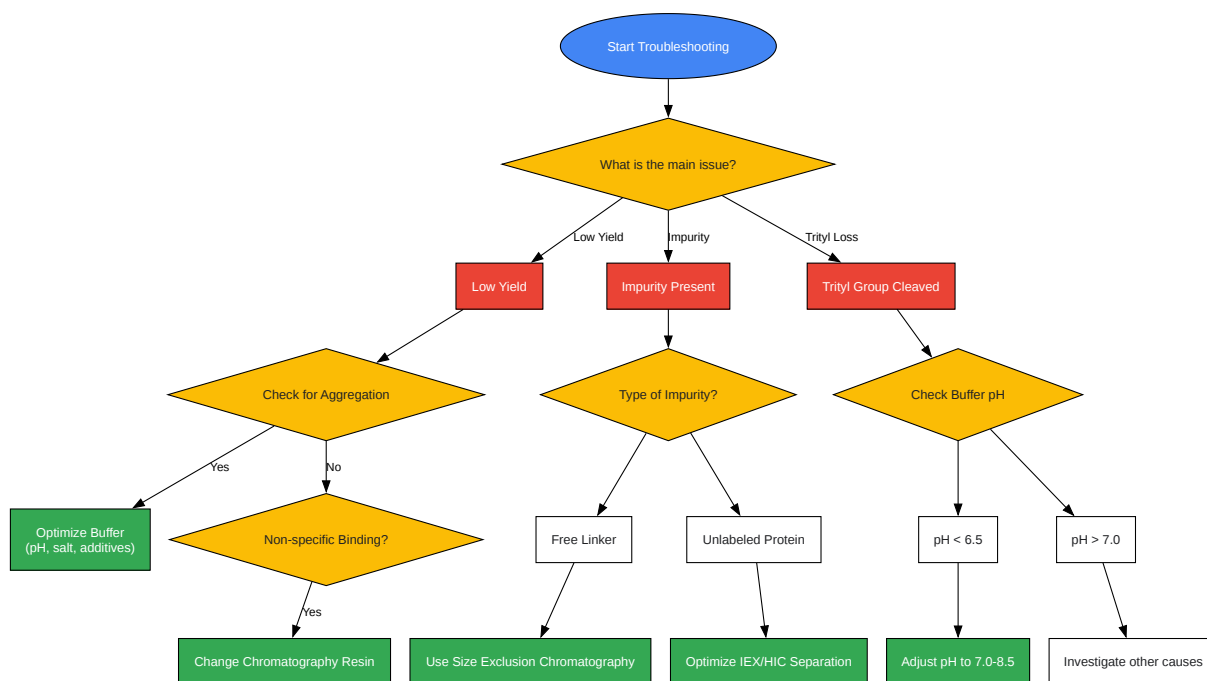 Start Troubleshooting
What is the main issue?
Low Yield
Impurity
Trityl Loss
Low Yield
Impurity Present
Trityl Group Cleaved
Check for Aggregation
Type of Impurity?
Check Buffer pH
Yes
No
Optimize Buffer
(pH, salt, additives)
Non-specific Binding?
Free Linker
Unlabeled Protein
pH < 6.5
pH > 7.0
Yes
Change Chromatography Resin
Use Size Exclusion Chromatography
Optimize IEX/HIC Separation
Adjust pH to 7.0-8.5
Investigate other causes